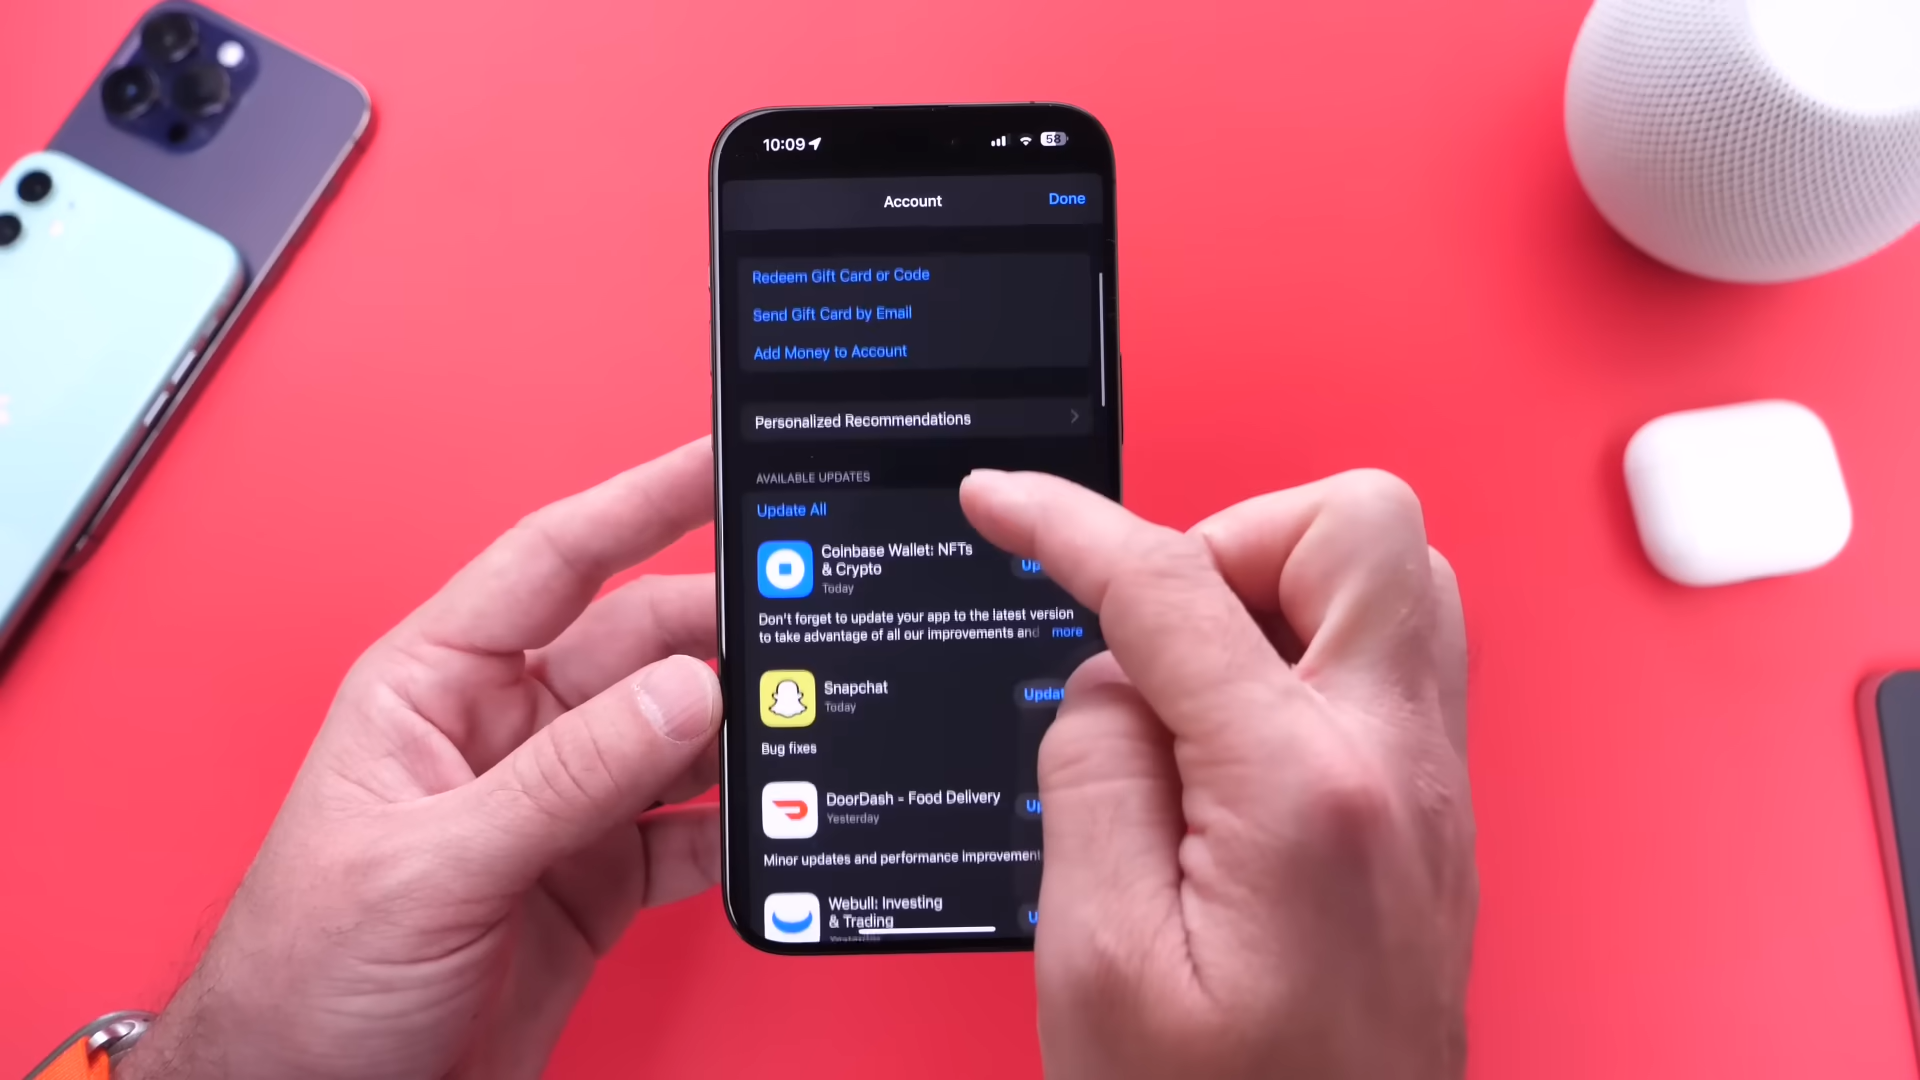 10:09
58
Account
Done
Redeem Gift Card or Code
Send Gift Card by Email
Add Money to Account
Personalized Recommendations
AVAILABLE UPDATES
Update All
Coinbase Wallet: NFTs
& Crypto
Up
Today
Don't forget to update your app to the latest version
to take advantage of all our improvements and more
Snapchat
Updat
Today
Bug fixes
DoorDash - Food Delivery
Up
Yesterday
Minor updates and performance improvement
Webull: Investing
& Trading
U